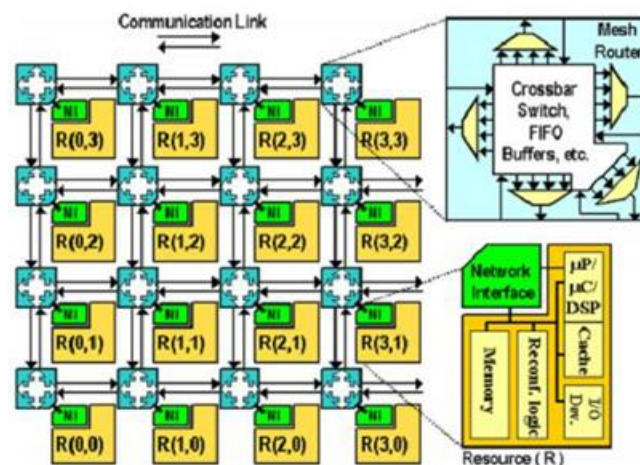 Communication Link
NI NI NI NI
R(0,3) R(1,3) R(2,3) R(3,3)
NI NI NI NI
R(0,2) R(1,2) R(2,2) R(3,2)
NI NI NI NI
R(0,1) R(1,1) R(2,1) R(3,1)
NI NI NI NI
R(0,0) R(1,0) R(2,0) R(3,0)
Mesh
Router
Crossbar
Switch,
FIFO
Buffers, etc.
Network
Interface
µP/
µC/
DSP
Cache
I/O
Dev.
Memory
Reconf. logic
Resource ( R )